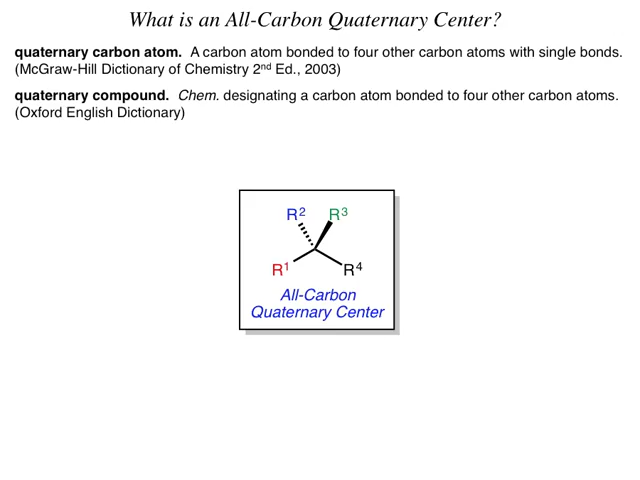 What is an All-Carbon Quaternary Center?
quaternary carbon atom. A carbon atom bonded to four other carbon atoms with single bonds.
(McGraw-Hill Dictionary of Chemistry 2nd Ed., 2003)
quaternary compound. Chem. designating a carbon atom bonded to four other carbon atoms.
(Oxford English Dictionary)
R2 R3
R1 R4
All-Carbon
Quaternary Center